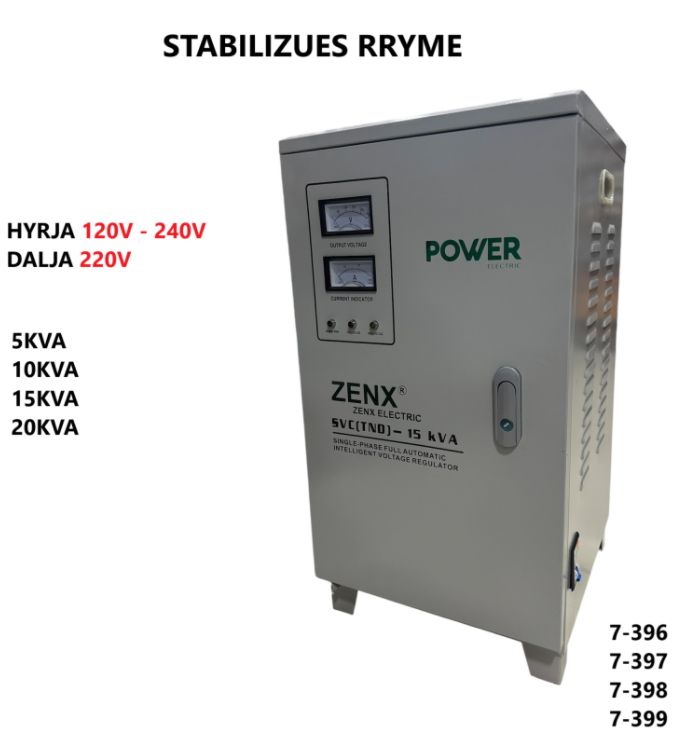 STABILIZUES RRYME
HYRJA 120V - 240V
DALJA 220V
5KVA
10KVA
15KVA
20KVA
V
OUTPUT VOLTAGE
A
CURRENT INDICATOR
POWER
ELECTRIC
ZENX®
ZENX ELECTRIC
SVC(TND)- 15 kVA
SINGLE-PHASE FULL AUTOMATIC
INTELLIGENT VOLTAGE REGULATOR
7-396
7-397
7-398
7-399